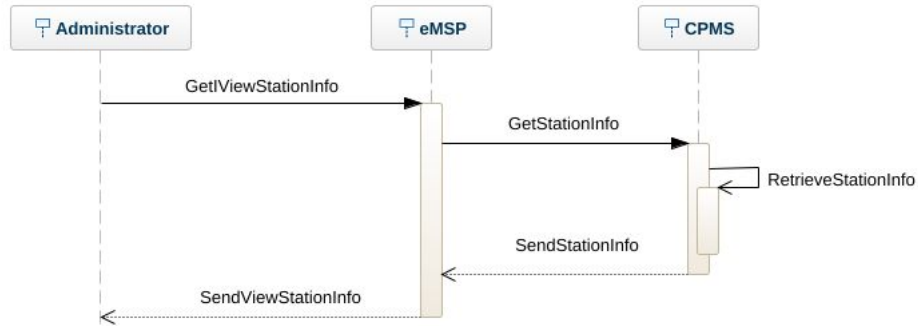 Administrator
eMSP
CPMS
GetIViewStationInfo
GetStationInfo
RetrieveStationInfo
SendStationInfo
SendViewStationInfo